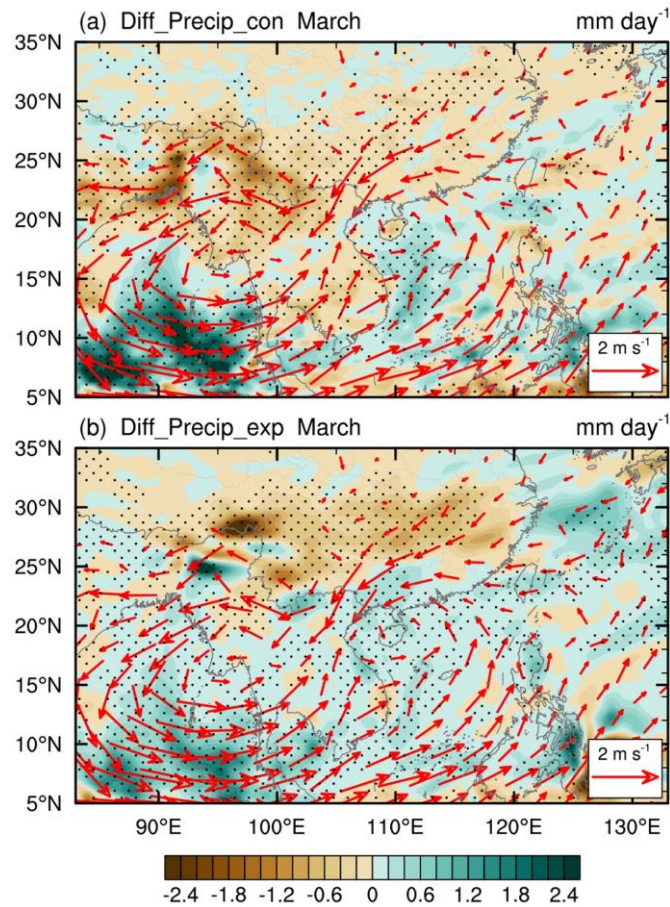 (a) Diff_Precip_con March mm day⁻¹
35°N
30°N
25°N
20°N
15°N
10°N
5°N
2 m s⁻¹
(b) Diff_Precip_exp March mm day⁻¹
35°N
30°N
25°N
20°N
15°N
10°N
5°N
2 m s⁻¹
90°E 100°E 110°E 120°E 130°E
-2.4 -1.8 -1.2 -0.6 0 0.6 1.2 1.8 2.4